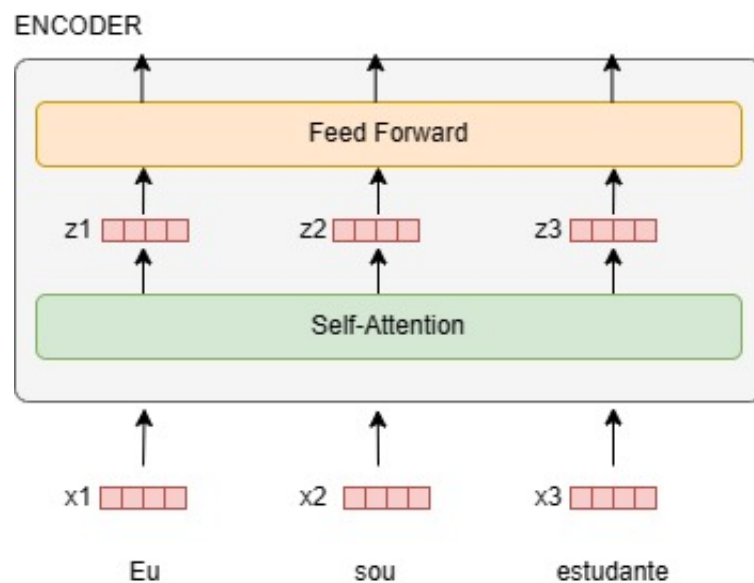 ENCODER
Feed Forward
z1 z2 z3
Self-Attention
x1 x2 x3
Eu sou estudante